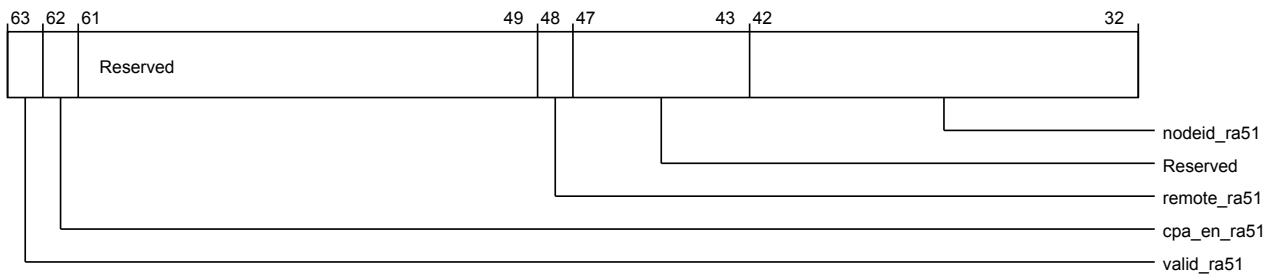 63 62 61 49 48 47 43 42 32
Reserved
nodeid_ra51
Reserved
remote_ra51
cpa_en_ra51
valid_ra51